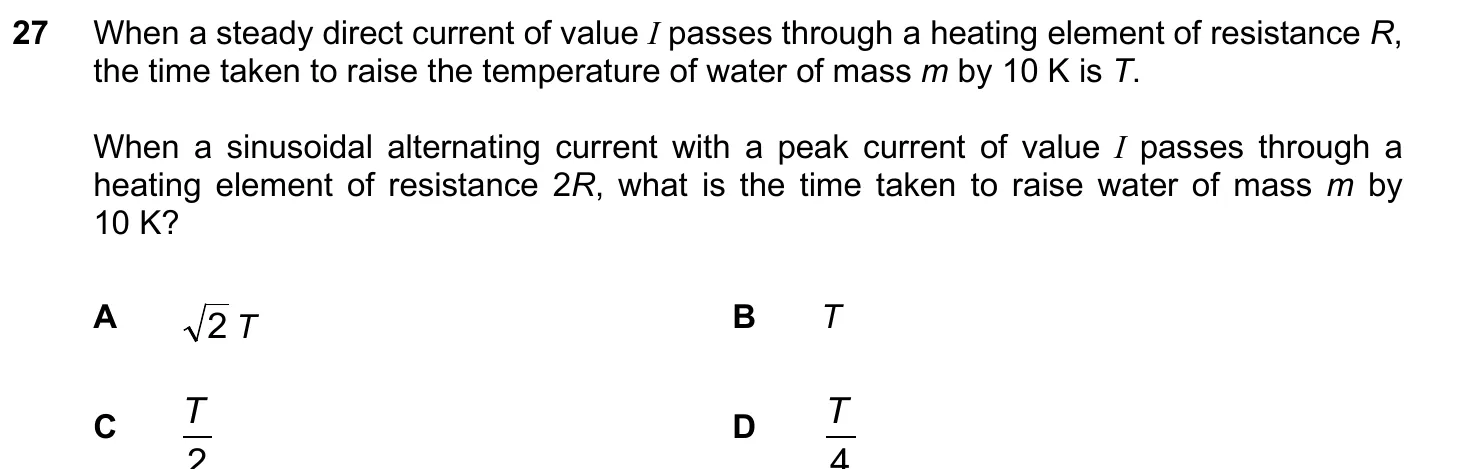 27 When a steady direct current of value I passes through a heating element of resistance R,
the time taken to raise the temperature of water of mass m by 10 K is T.
When a sinusoidal alternating current with a peak current of value I passes through a
heating element of resistance 2R, what is the time taken to raise water of mass m by
10 K?
A √2 T B T
C T/2 D T/4